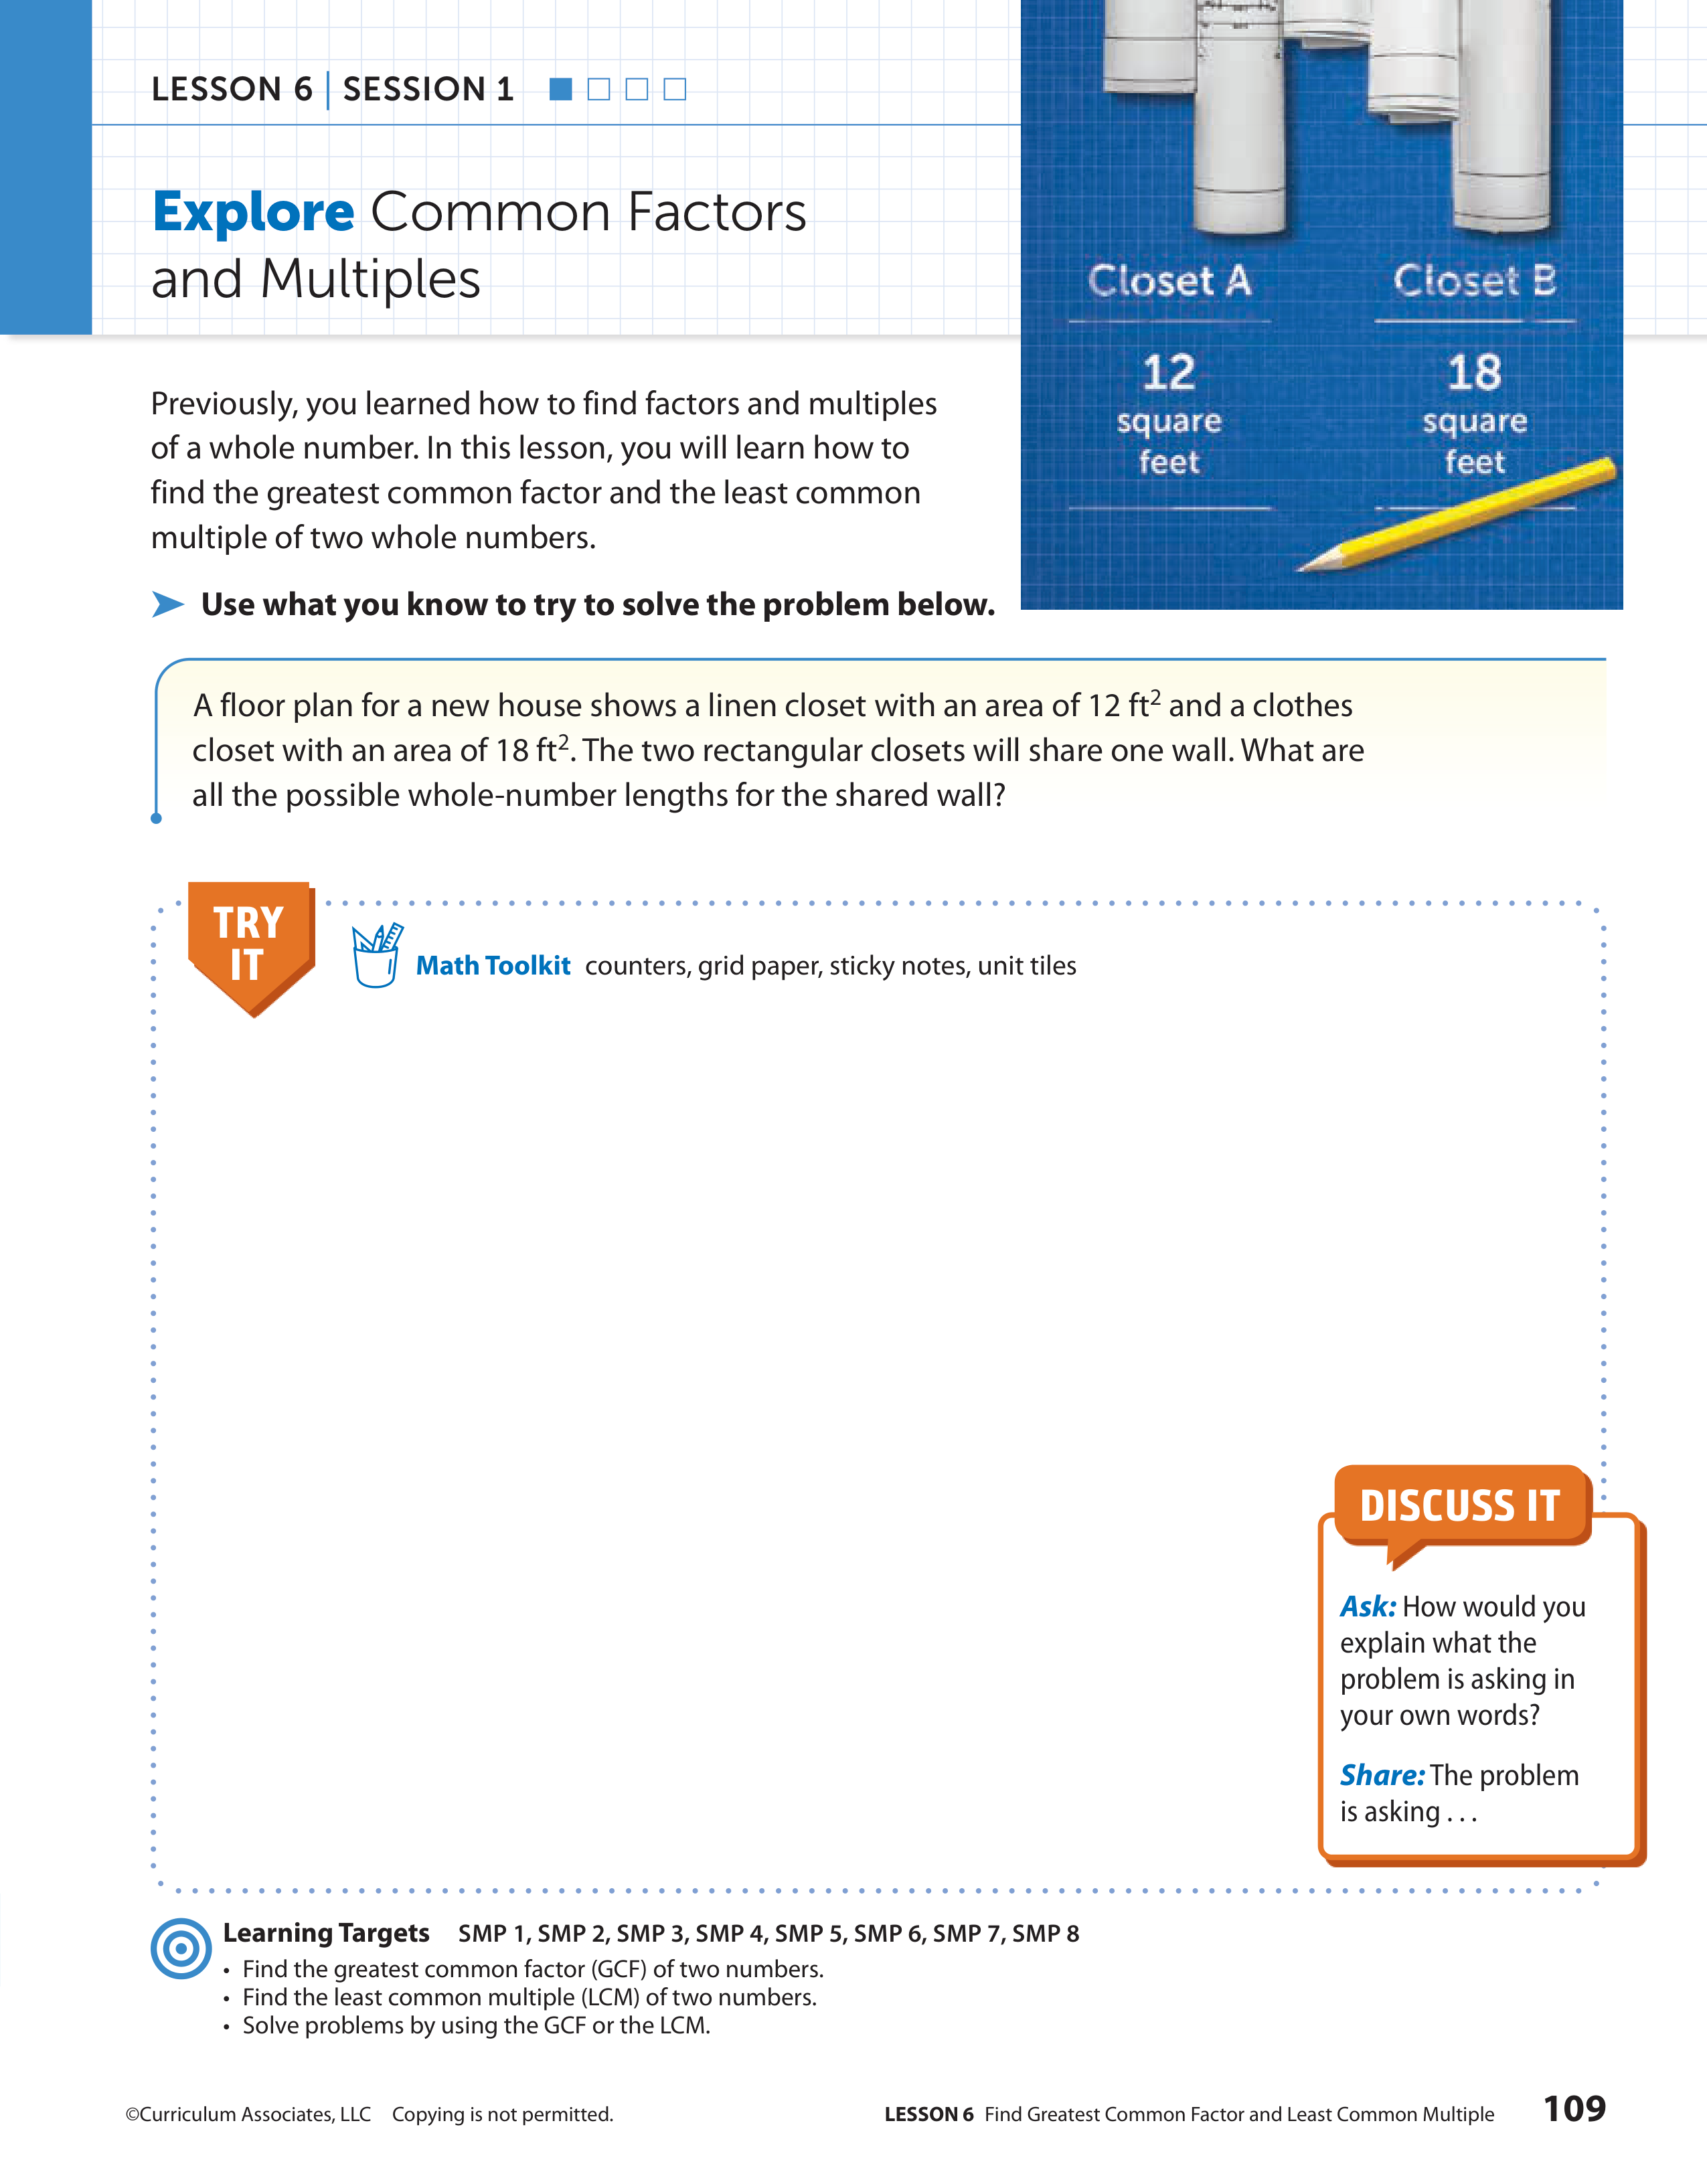 LESSON 6 | SESSION 1
Explore Common Factors
and Multiples
Closet A
12
square
feet
Closet B
18
square
feet
Previously, you learned how to find factors and multiples
of a whole number. In this lesson, you will learn how to
find the greatest common factor and the least common
multiple of two whole numbers.
Use what you know to try to solve the problem below.
A floor plan for a new house shows a linen closet with an area of 12 ft² and a clothes
closet with an area of 18 ft². The two rectangular closets will share one wall. What are
all the possible whole-number lengths for the shared wall?
TRY
IT
Math Toolkit counters, grid paper, sticky notes, unit tiles
DISCUSS IT
Ask: How would you
explain what the
problem is asking in
your own words?
Share: The problem
is asking . . .
Learning Targets SMP 1, SMP 2, SMP 3, SMP 4, SMP 5, SMP 6, SMP 7, SMP 8
• Find the greatest common factor (GCF) of two numbers.
• Find the least common multiple (LCM) of two numbers.
• Solve problems by using the GCF or the LCM.
©Curriculum Associates, LLC Copying is not permitted.
LESSON 6 Find Greatest Common Factor and Least Common Multiple 109